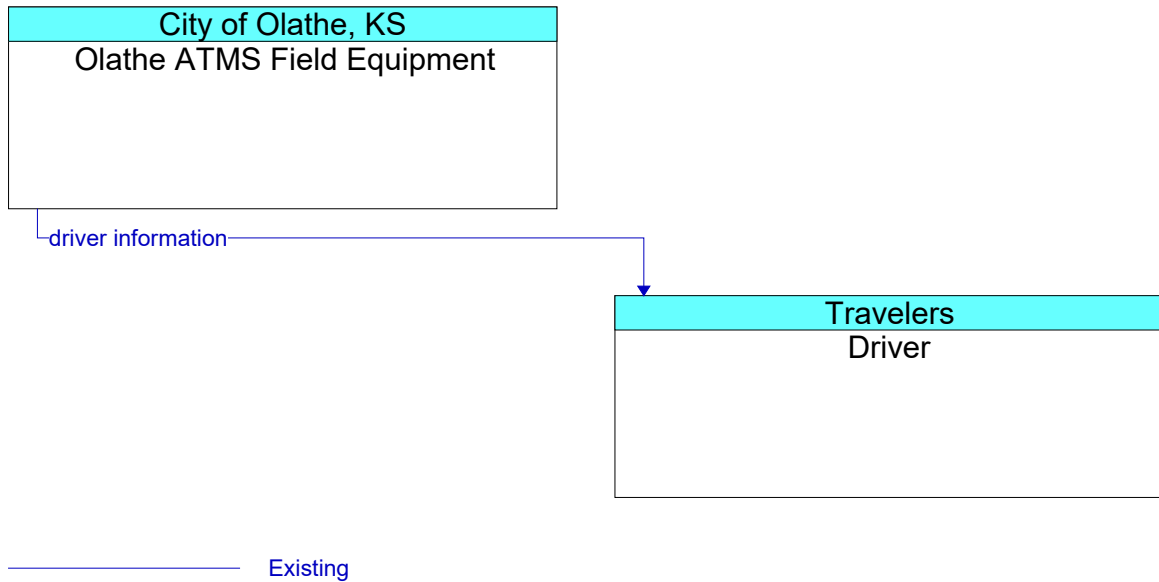 City of Olathe, KS
Olathe ATMS Field Equipment
driver information
Travelers
Driver
Existing